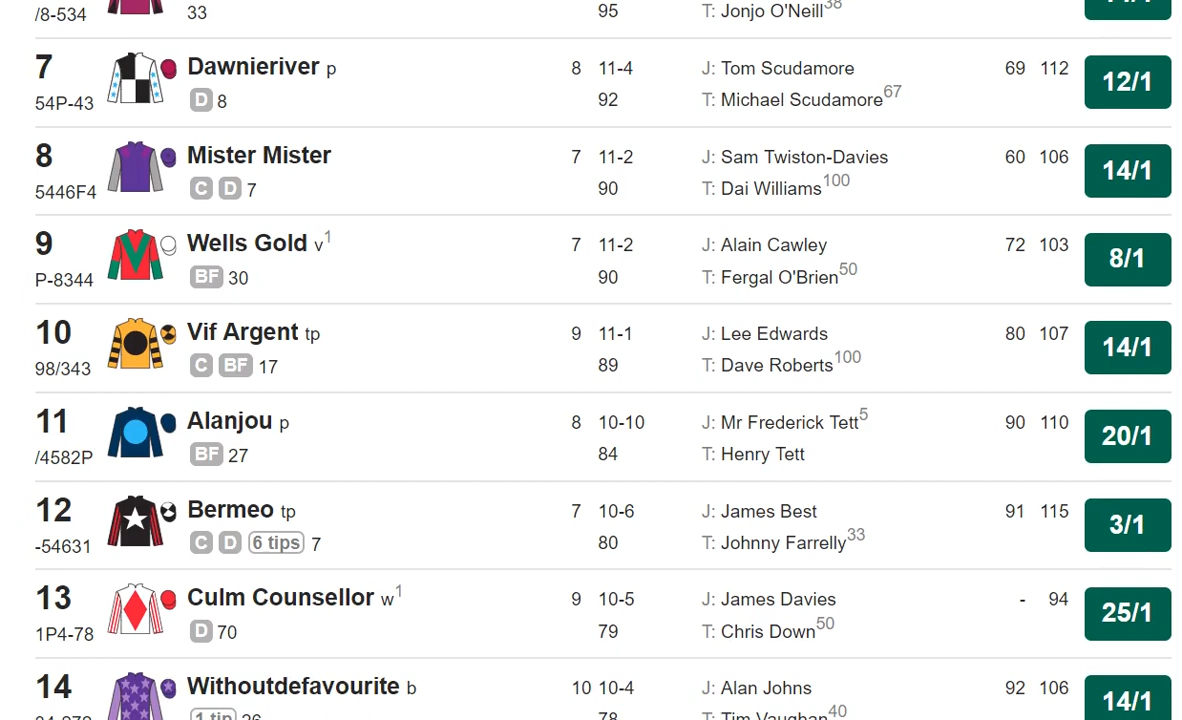 /8-534 33 95 T: Jonjo O'Neill38
7 Dawnieriver p 8 11-4 J: Tom Scudamore 69 112 12/1
54P-43 D 8 92 T: Michael Scudamore67
8 Mister Mister 7 11-2 J: Sam Twiston-Davies 60 106 14/1
5446F4 C D 7 90 T: Dai Williams100
9 Wells Gold v1 7 11-2 J: Alain Cawley 72 103 8/1
P-8344 BF 30 90 T: Fergal O'Brien50
10 Vif Argent tp 9 11-1 J: Lee Edwards 80 107 14/1
98/343 C BF 17 89 T: Dave Roberts100
11 Alanjou p 8 10-10 J: Mr Frederick Tett5 90 110 20/1
/4582P BF 27 84 T: Henry Tett
12 Bermeo tp 7 10-6 J: James Best 91 115 3/1
-54631 C D 6 tips 7 80 T: Johnny Farrelly33
13 Culm Counsellor w1 9 10-5 J: James Davies - 94 25/1
1P4-78 D 70 79 T: Chris Down50
14 Withoutdefavourite b 10 10-4 J: Alan Johns 92 106 14/1
1 tip 26 78 T: Tim Vaughan40